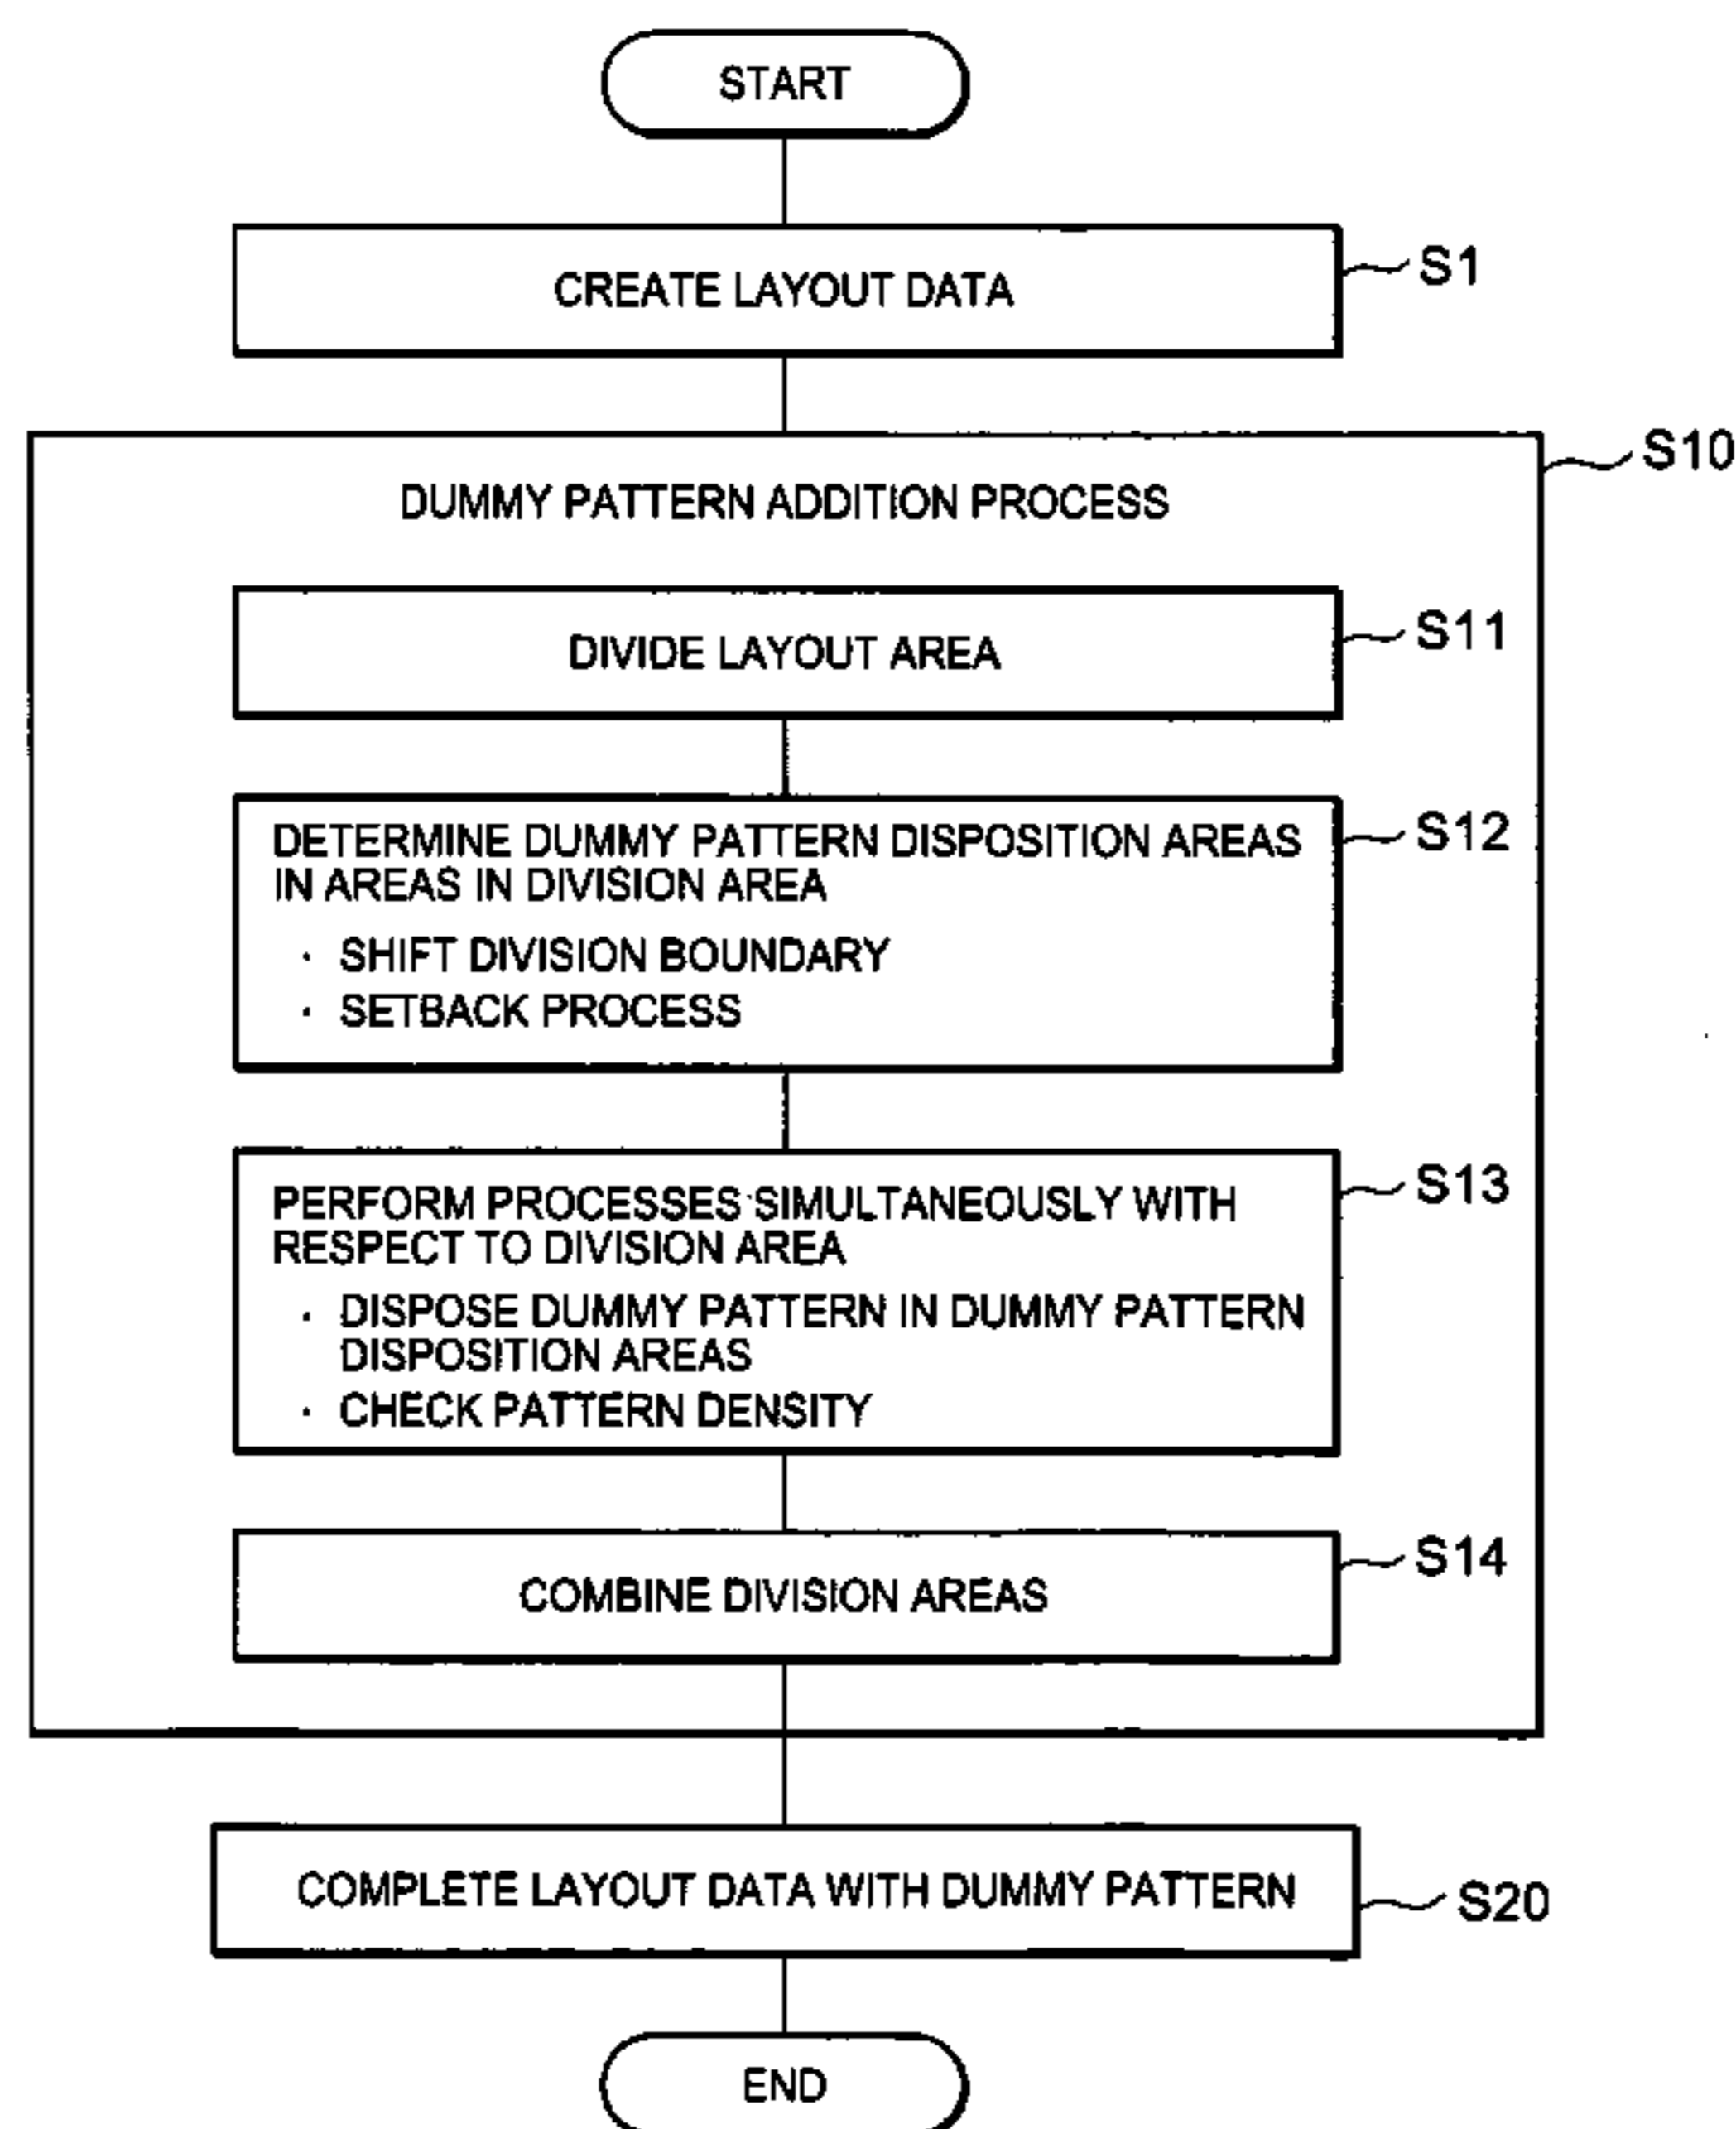 START
CREATE LAYOUT DATA
S1
S10
DUMMY PATTERN ADDITION PROCESS
DIVIDE LAYOUT AREA
S11
DETERMINE DUMMY PATTERN DISPOSITION AREAS
IN AREAS IN DIVISION AREA
· SHIFT DIVISION BOUNDARY
· SETBACK PROCESS
S12
PERFORM PROCESSES SIMULTANEOUSLY WITH
RESPECT TO DIVISION AREA
· DISPOSE DUMMY PATTERN IN DUMMY PATTERN
DISPOSITION AREAS
· CHECK PATTERN DENSITY
S13
COMBINE DIVISION AREAS
S14
COMPLETE LAYOUT DATA WITH DUMMY PATTERN
S20
END